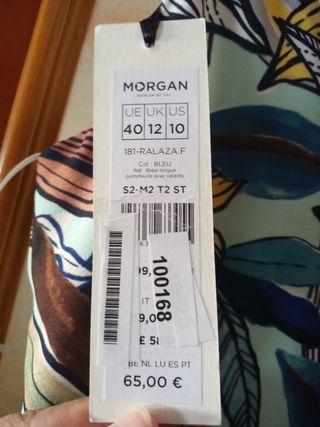 MORGAN
MORGAN DE TOI
UE UK US
40 12 10
181-RALAZA.F
Col : BLEU
Réf : Robe longue
portefeuille avec volants
S2-M2 T2 ST
100168
BE NL LU ES PT
65,00 €